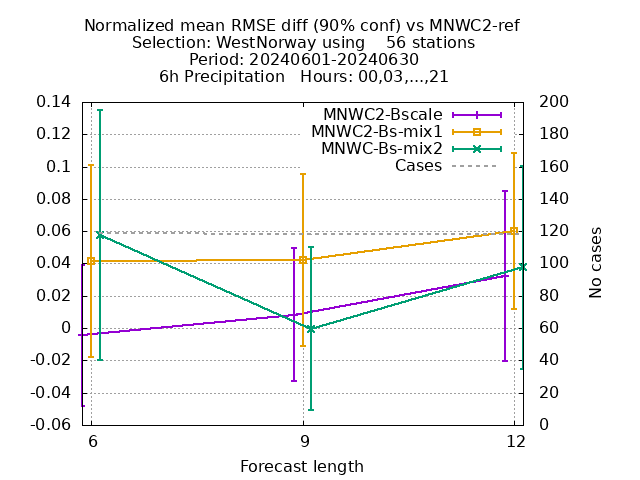 Normalized mean RMSE diff (90% conf) vs MNWC2-ref
Selection: WestNorway using    56 stations
Period: 20240601-20240630
6h Precipitation   Hours: 00,03,...,21
MNWC2-Bscale
MNWC2-Bs-mix1
MNWC-Bs-mix2
Cases
0.14
0.12
0.1
0.08
0.06
0.04
0.02
0
-0.02
-0.04
-0.06
200
180
160
140
120
100
80
60
40
20
0
No cases
6
9
12
Forecast length